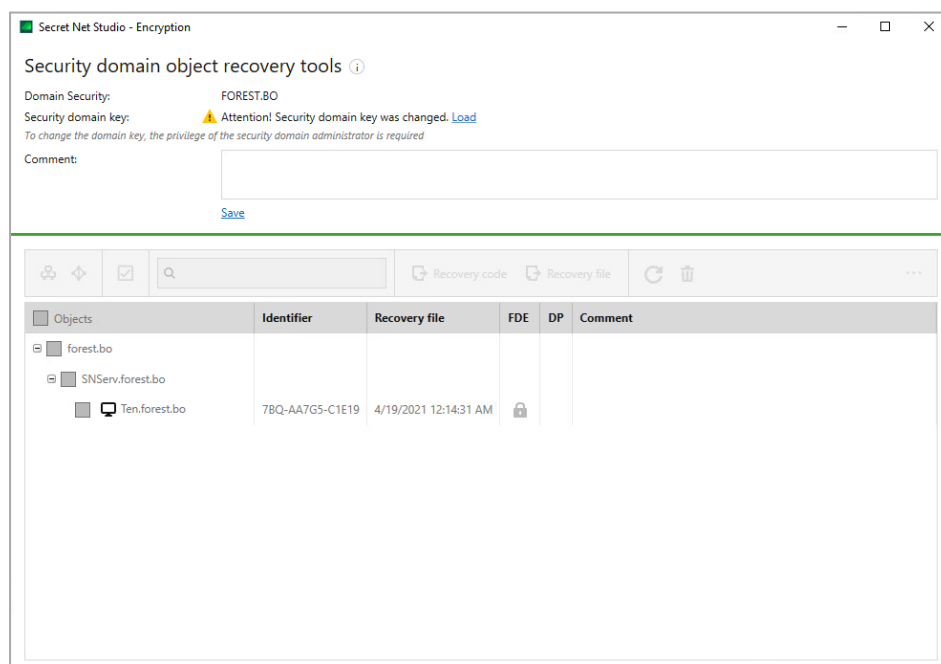 Secret Net Studio - Encryption
Security domain object recovery tools
Domain Security: FOREST.BO
Security domain key: Attention! Security domain key was changed. Load
To change the domain key, the privilege of the security domain administrator is required
Comment:
Save
Recovery code Recovery file
Objects Identifier Recovery file FDE DP Comment
forest.bo
SNServ.forest.bo
Ten.forest.bo 7BQ-AA7G5-C1E19 4/19/2021 12:14:31 AM